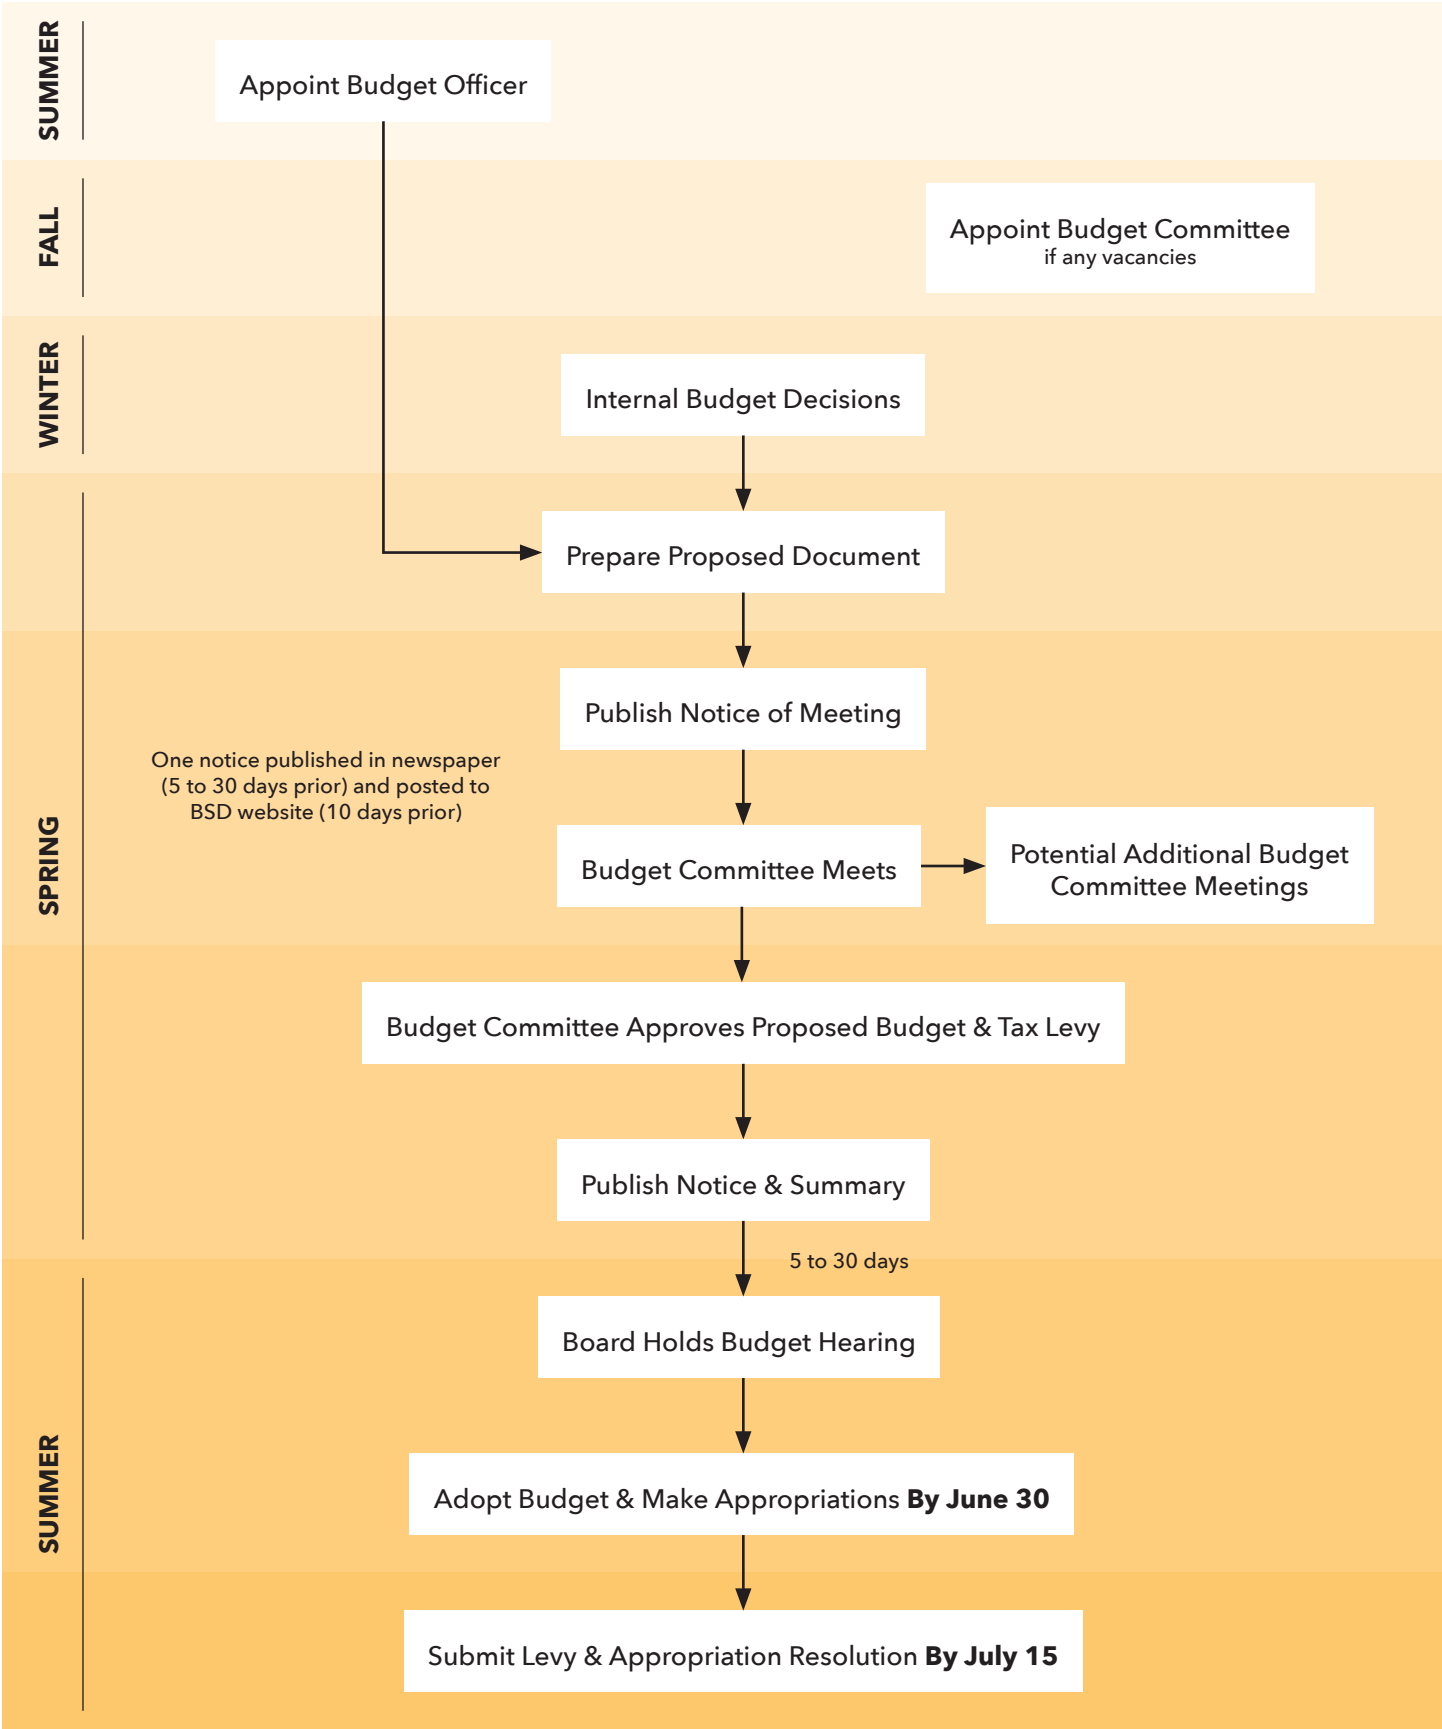 SUMMER
Appoint Budget Officer
FALL
Appoint Budget Committee
if any vacancies
WINTER
Internal Budget Decisions
SPRING
Prepare Proposed Document
Publish Notice of Meeting
One notice published in newspaper
(5 to 30 days prior) and posted to
BSD website (10 days prior)
Budget Committee Meets
Potential Additional Budget
Committee Meetings
Budget Committee Approves Proposed Budget & Tax Levy
Publish Notice & Summary
5 to 30 days
SUMMER
Board Holds Budget Hearing
Adopt Budget & Make Appropriations By June 30
Submit Levy & Appropriation Resolution By July 15